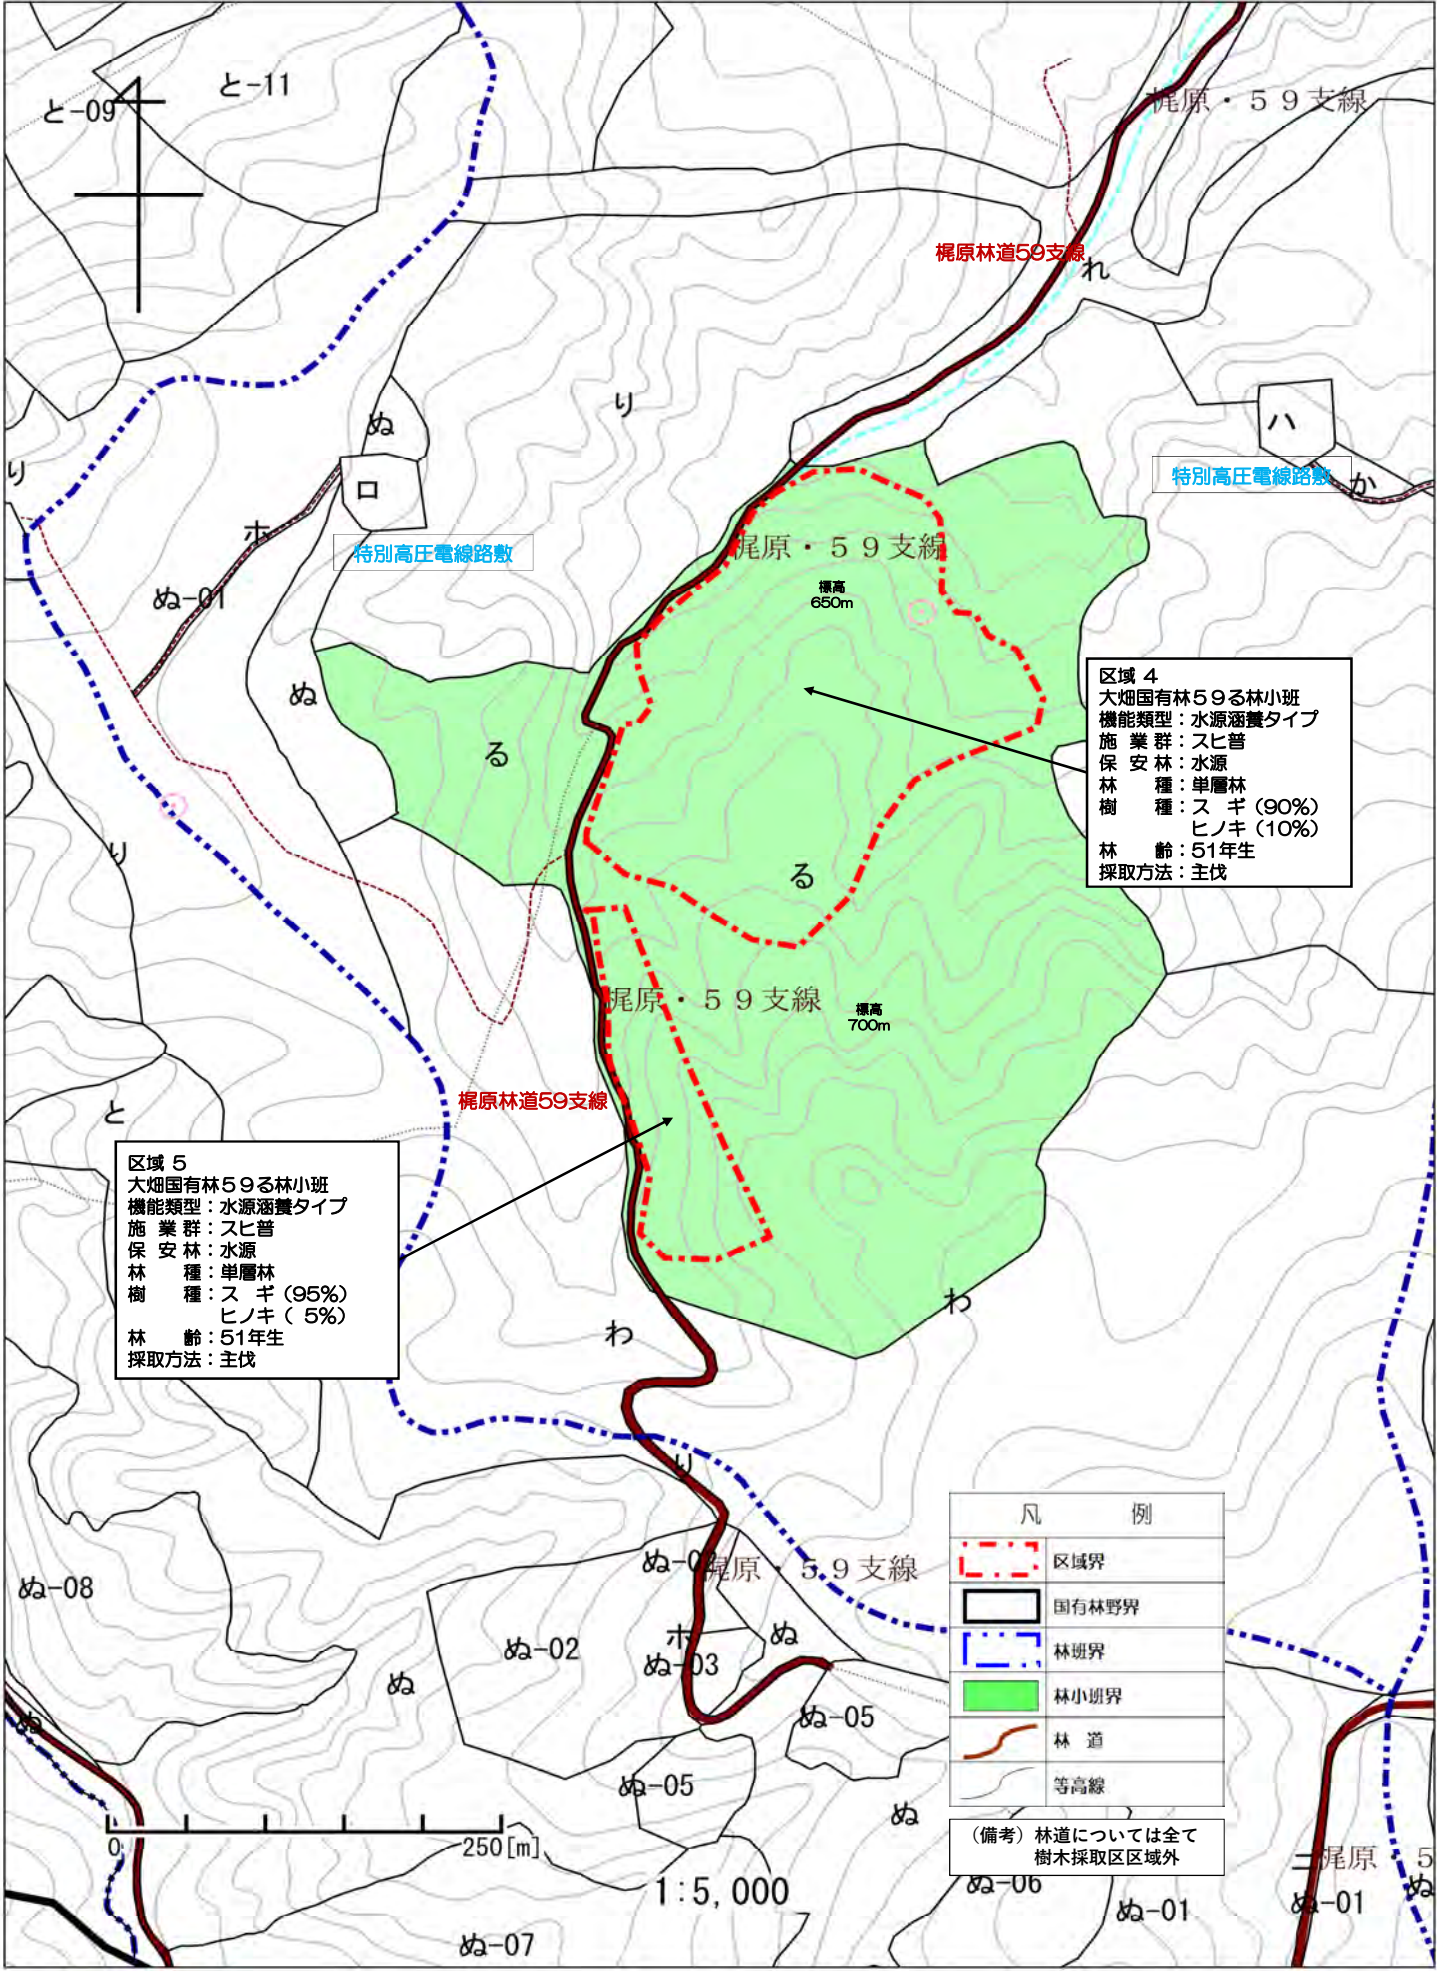 と-09
と-11
梶原・５９支線
梶原林道59支線
れ
り
ぬ
ハ
り
ロ
特別高圧電線路敷
か
ホ
特別高圧電線路敷
梶原・５９支線
ぬ-01
標高
650m
区域 4
大畑国有林５９る林小班
機能類型：水源涵養タイプ
施 業 群：スヒ普
保 安 林：水源
林　　種：単層林
樹　　種：ス　ギ（90%）
ヒノキ（10%）
林　　齢：51年生
採取方法：主伐
ぬ
る
り
る
梶原・５９支線
標高
700m
梶原林道59支線
と
区域 5
大畑国有林５９る林小班
機能類型：水源涵養タイプ
施 業 群：スヒ普
保 安 林：水源
林　　種：単層林
樹　　種：ス　ギ（95%）
ヒノキ（ 5%）
林　　齢：51年生
採取方法：主伐
わ
わ
り
凡　例
区域界
国有林野界
林班界
林小班界
林　道
等高線
（備考）林道については全て
樹木採取区区域外
梶原・５９支線
ぬ-08
ぬ-02
ホ
ぬ
ぬ-03
ぬ
ぬ
ぬ-05
ぬ-05
ぬ
0
250[m]
1:5,000
ぬ-06
ぬ-01
ぬ-01
ぬ
ぬ-07